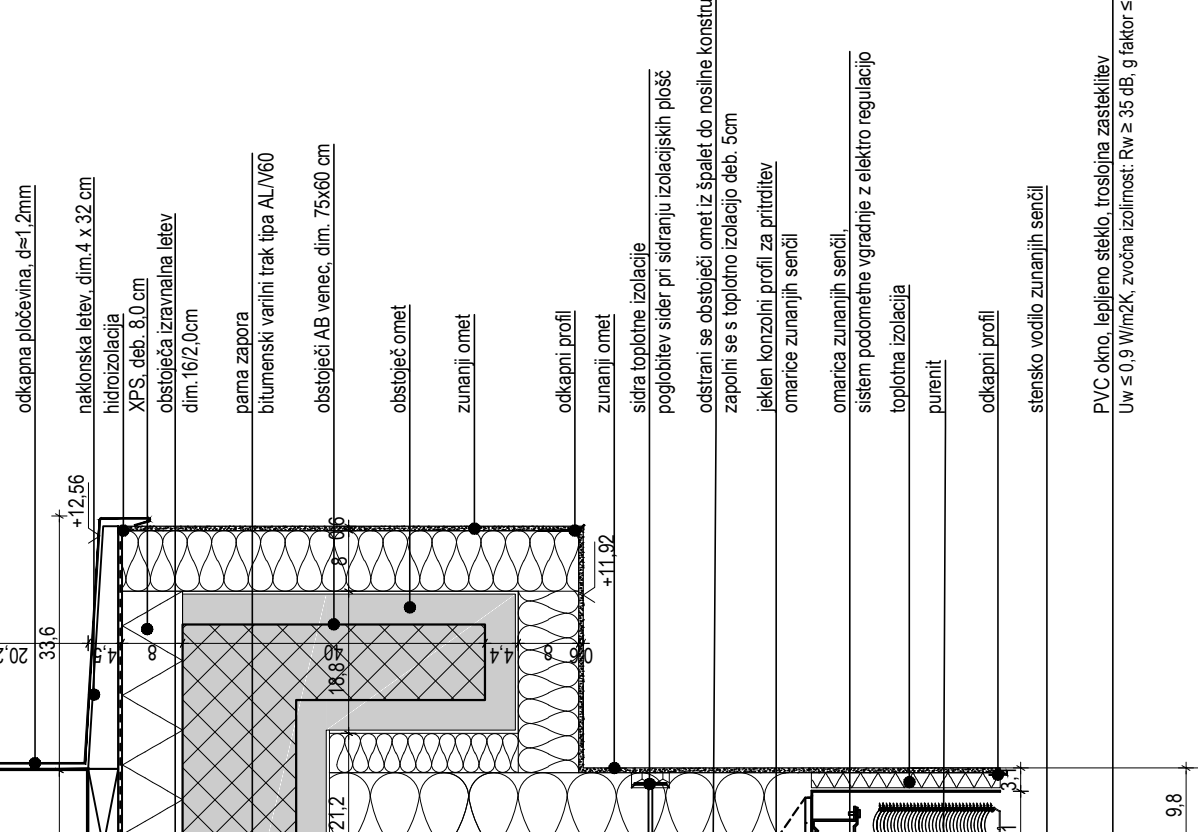 odkapna pločevina, d≈1,2mm
naklonska letev, dim.4 x 32 cm
hidroizolacija
XPS, deb. 8,0 cm
obstoječa izravnalna letev
dim.16/2,0cm
parna zapora
bitumenski varilni trak tipa AL/V60
obstoječi AB venec, dim. 75x60 cm
obstoječ omet
zunanji omet
odkapni profil
zunanji omet
sidra toplotne izolacije
poglobitev sider pri sidranju izolacijskih plošč
odstrani se obstoječi omet iz špalet do nosilne
zapolni se s toplotno izolacijo deb. 5cm
jeklen konzolni profil za pritrditev
omarice zunanjih senčil
omarica zunanjih senčil,
sistem podometne vgradnje z elektro regulacijo
toplotna izolacija
purenit
odkapni profil
stensko vodilo zunanjih senčil
PVC okno, lepljeno steklo, troslojna zasteklitev
Uw ≤ 0,9 W/m2K, zvočna izolirnost: Rw ≥ 35 dB, g faktor ≤
+12,56
+11,92
33,6
8
40
4,4
8
0,6
8
18,8
21,2
9,8